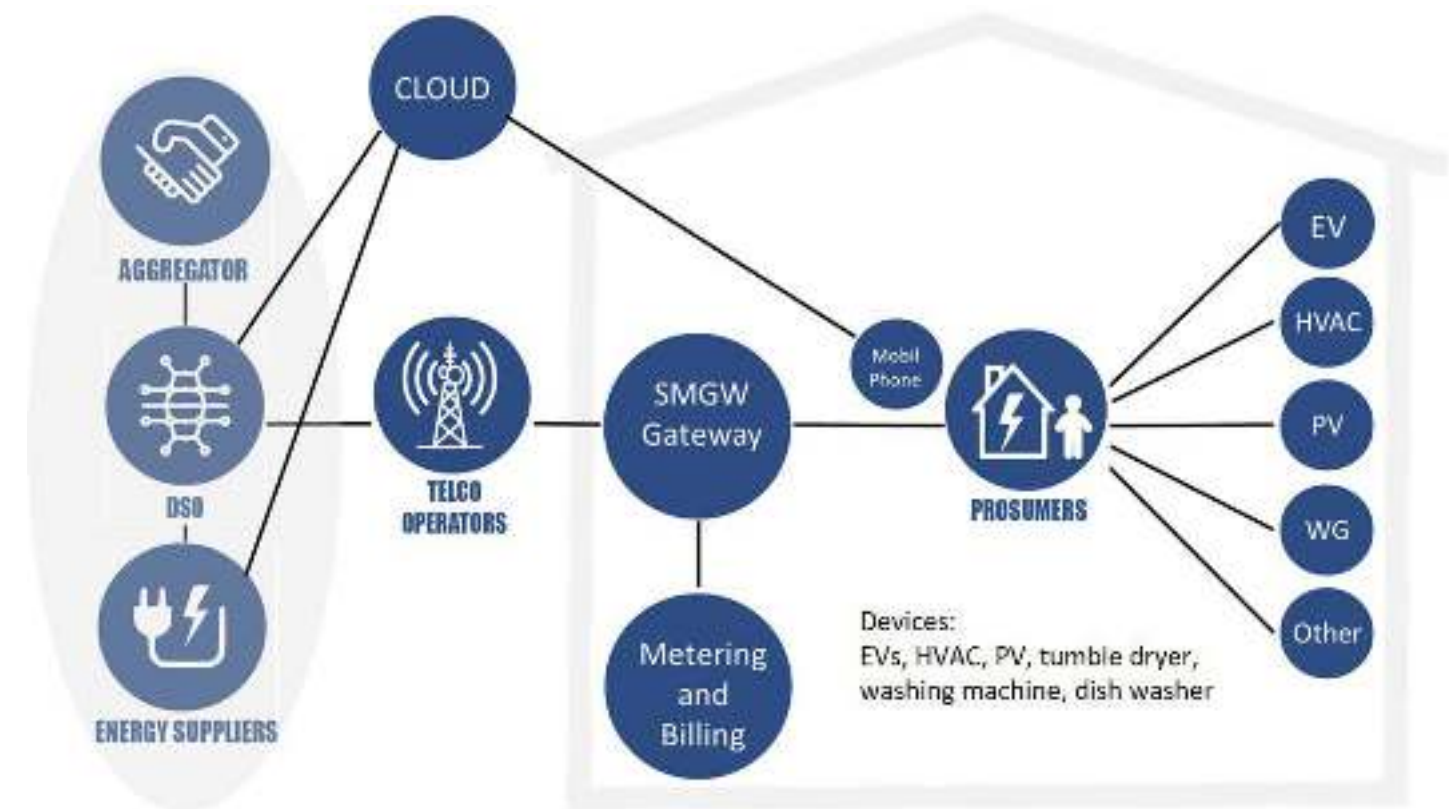 CLOUD
AGGREGATOR
DSO
ENERGY SUPPLIERS
TELCO
OPERATORS
SMGW
Gateway
Metering
and
Billing
Mobil
Phone
PROSUMERS
EV
HVAC
PV
WG
Other
Devices:
EVs, HVAC, PV, tumble dryer,
washing machine, dish washer